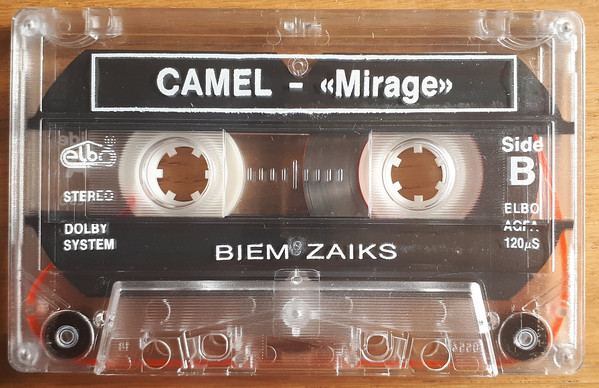 CAMEL - «Mirage»
elbo
STEREO
DOLBY
SYSTEM
Side
B
ELBO
AGFA
120µS
BIEM ZAIKS